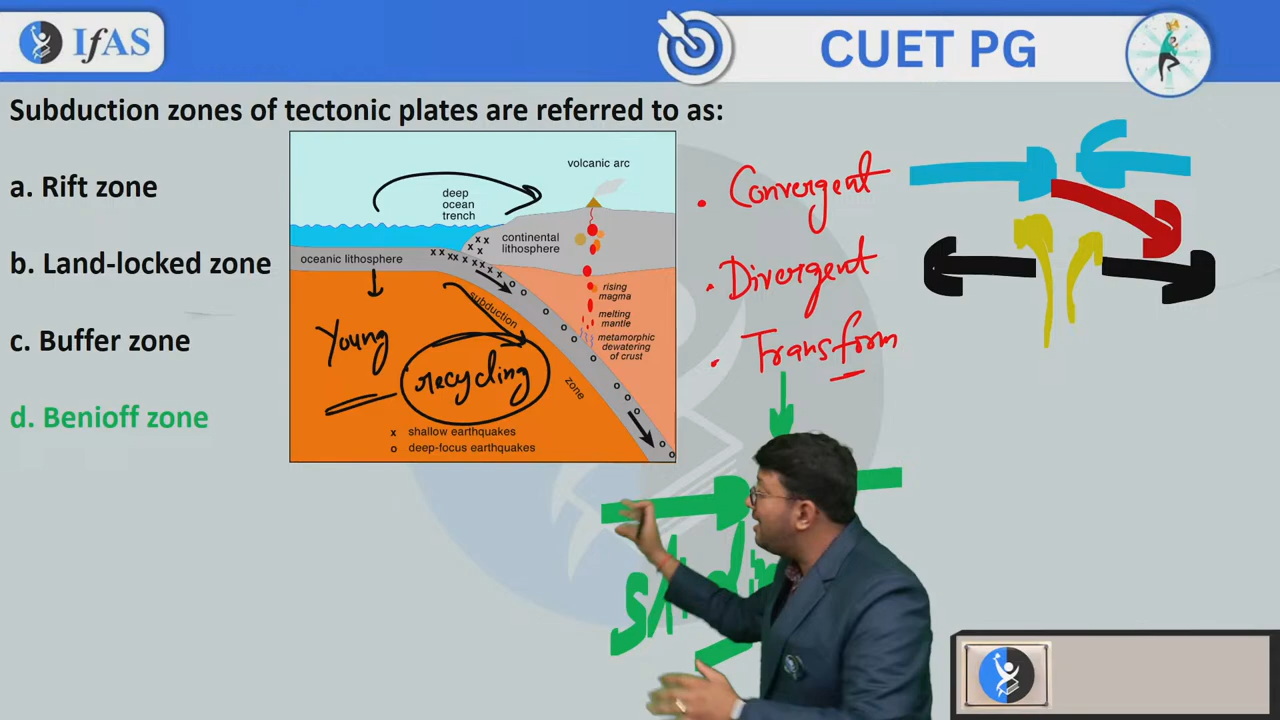 IfAS
CUET PG
Subduction zones of tectonic plates are referred to as:
a. Rift zone
b. Land-locked zone
c. Buffer zone
d. Benioff zone
volcanic arc
deep
ocean
trench
continental
lithosphere
oceanic lithosphere
rising
magma
subduction
melting
mantle
metamorphic
dewatering
of crust
zone
x shallow earthquakes
o deep-focus earthquakes
Young
recycling
. Convergent
. Divergent
. Transform